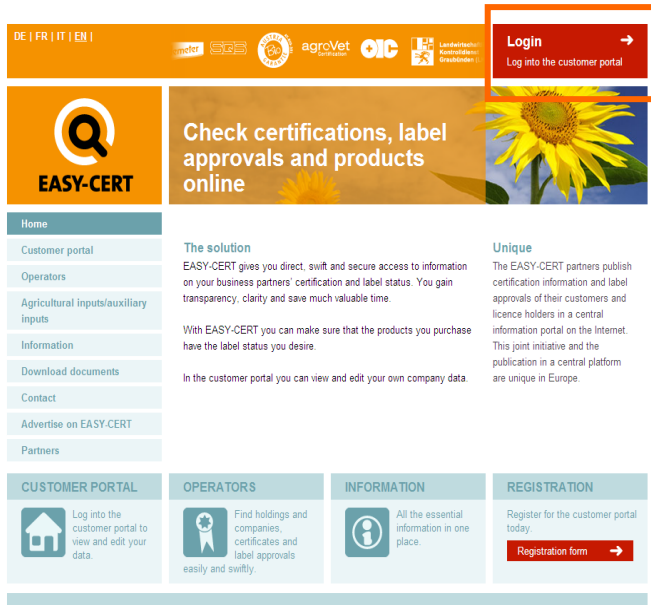 DE | FR | IT | EN |
SGS
agroVet
Certification
Landwirtschaft
Kontrolldienst
Graubünden
Login
Log into the customer portal
EASY-CERT
Check certifications, label
approvals and products
online
Home
Customer portal
Operators
Agricultural inputs/auxiliary
inputs
Information
Download documents
Contact
Advertise on EASY-CERT
Partners
The solution
EASY-CERT gives you direct, swift and secure access to information
on your business partners' certification and label status. You gain
transparency, clarity and save much valuable time.
With EASY-CERT you can make sure that the products you purchase
have the label status you desire.
In the customer portal you can view and edit your own company data.
Unique
The EASY-CERT partners publish
certification information and label
approvals of their customers and
licence holders in a central
information portal on the Internet.
This joint initiative and the
publication in a central platform
are unique in Europe.
CUSTOMER PORTAL
Log into the
customer portal to
view and edit your
data.
OPERATORS
Find holdings and
companies,
certificates and
label approvals
easily and swiftly.
INFORMATION
All the essential
information in one
place.
REGISTRATION
Register for the customer portal
today.
Registration form